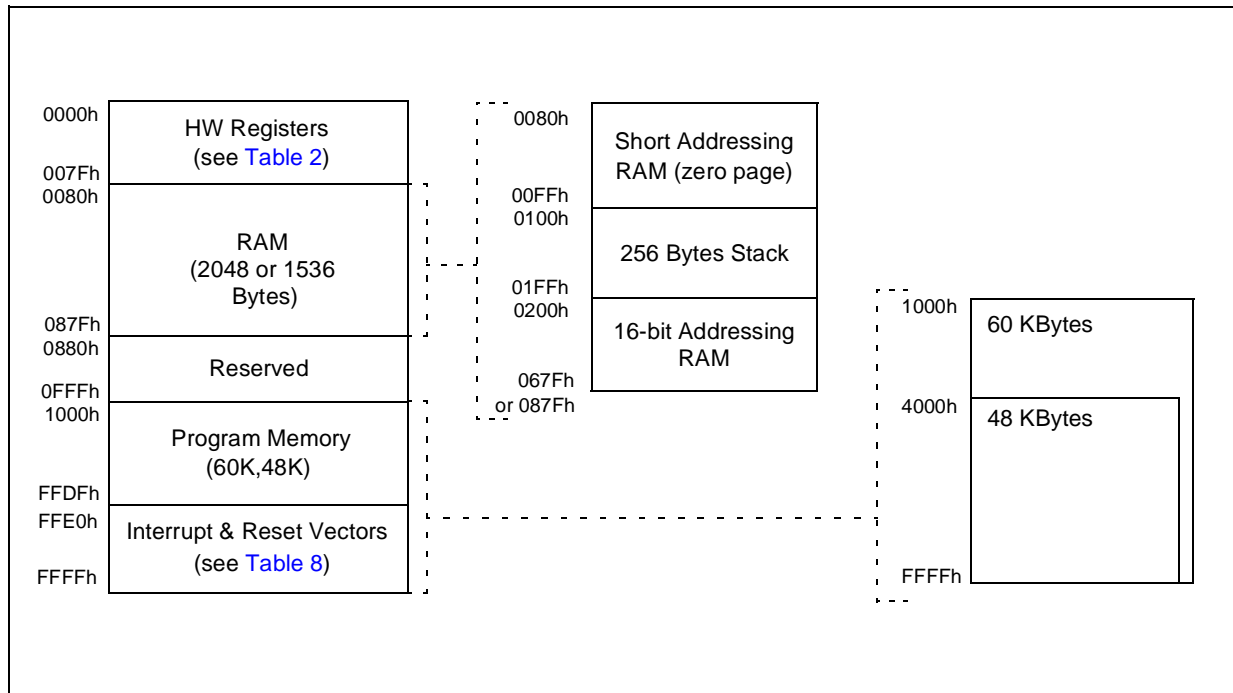 0000h
HW Registers
(see Table 2)
007Fh
0080h
RAM
(2048 or 1536
Bytes)
087Fh
0880h
Reserved
0FFFh
1000h
Program Memory
(60K,48K)
FFDFh
FFE0h
Interrupt & Reset Vectors
(see Table 8)
FFFFh
0080h
Short Addressing
RAM (zero page)
00FFh
0100h
256 Bytes Stack
01FFh
0200h
16-bit Addressing
RAM
067Fh
or 087Fh
1000h
60 KBytes
4000h
48 KBytes
FFFFh